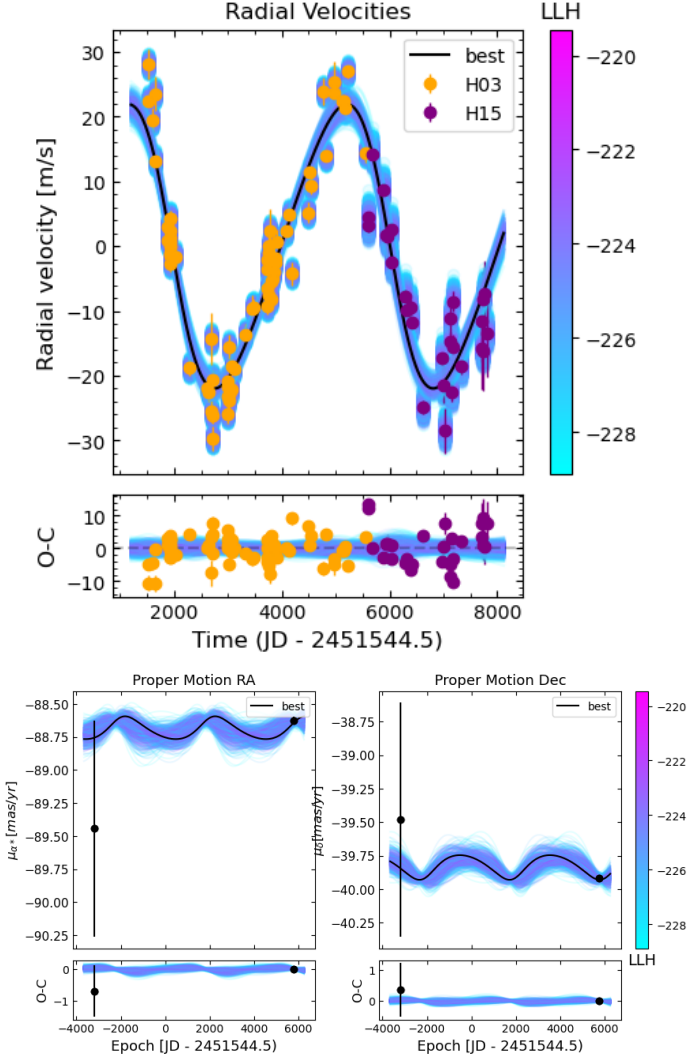 Radial Velocities
LLH
30
20
10
0
−10
−20
−30
Radial velocity [m/s]
best
H03
H15
−220
−222
−224
−226
−228
10
0
−10
O-C
2000 4000 6000 8000
Time (JD - 2451544.5)
Proper Motion RA
best
−88.50
−88.75
−89.00
−89.25
−89.50
−89.75
−90.00
−90.25
μα* [mas/yr]
0
−1
O-C
−4000 −2000 0 2000 4000 6000
Epoch [JD - 2451544.5)
Proper Motion Dec
best
−38.75
−39.00
−39.25
−39.50
−39.75
−40.00
−40.25
μδ[mas/yr]
−220
−222
−224
−226
−228
LLH
1
0
O-C
−4000 −2000 0 2000 4000 6000
Epoch [JD - 2451544.5)